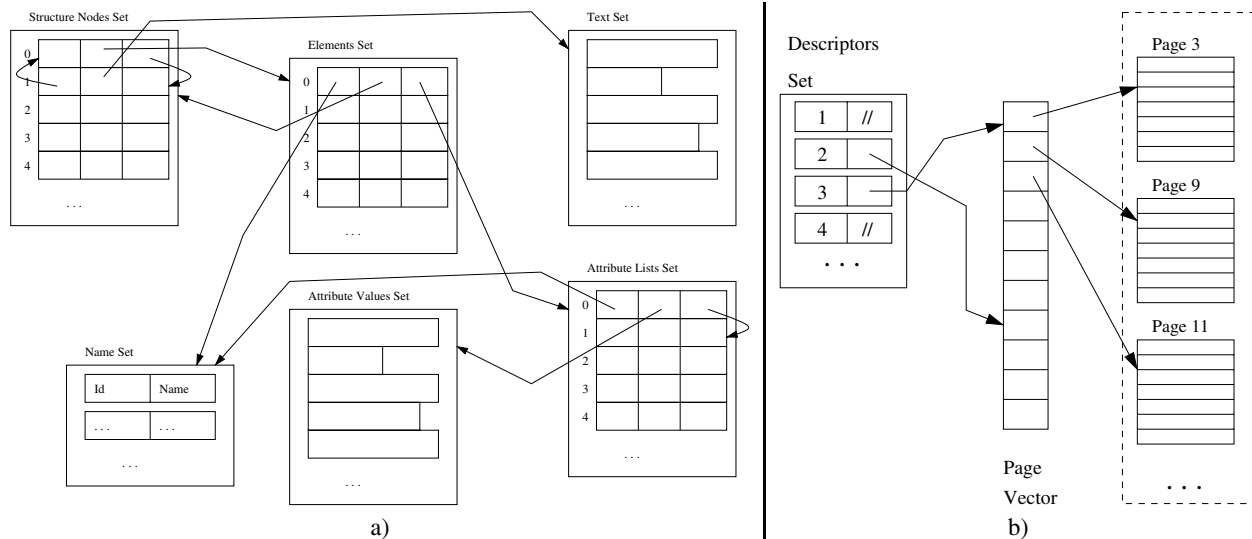 Structure Nodes Set
0
1
2
3
4
. . .
Elements Set
0
1
2
3
4
. . .
Text Set
. . .
Name Set
Id Name
. . . . . .
. . .
Attribute Values Set
. . .
Attribute Lists Set
0
1
2
3
4
. . .
a)
Descriptors
Set
1 //
2
3
4 //
. . .
Page
Vector
Page 3
Page 9
Page 11
. . .
b)